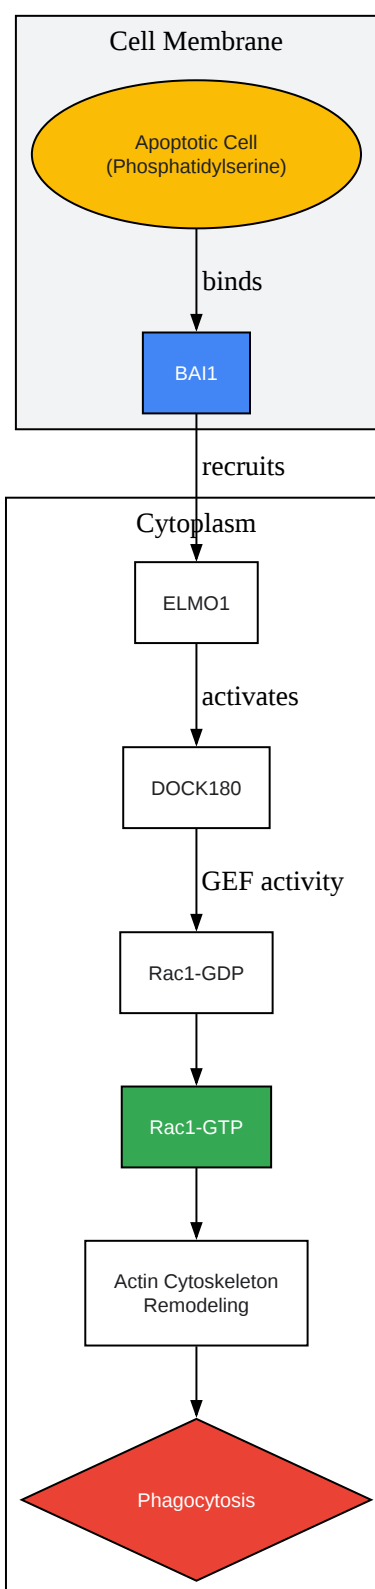 Cell Membrane
Apoptotic Cell
(Phosphatidylserine)
binds
BAI1
recruits
Cytoplasm
ELMO1
activates
DOCK180
GEF activity
Rac1-GDP
Rac1-GTP
Actin Cytoskeleton
Remodeling
Phagocytosis